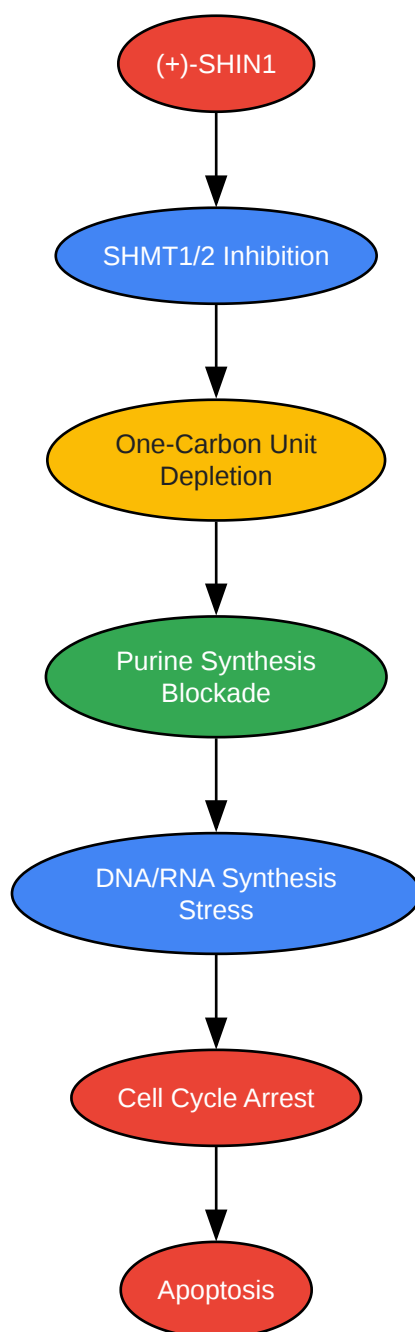 (+)-SHIN1
SHMT1/2 Inhibition
One-Carbon Unit
Depletion
Purine Synthesis
Blockade
DNA/RNA Synthesis
Stress
Cell Cycle Arrest
Apoptosis